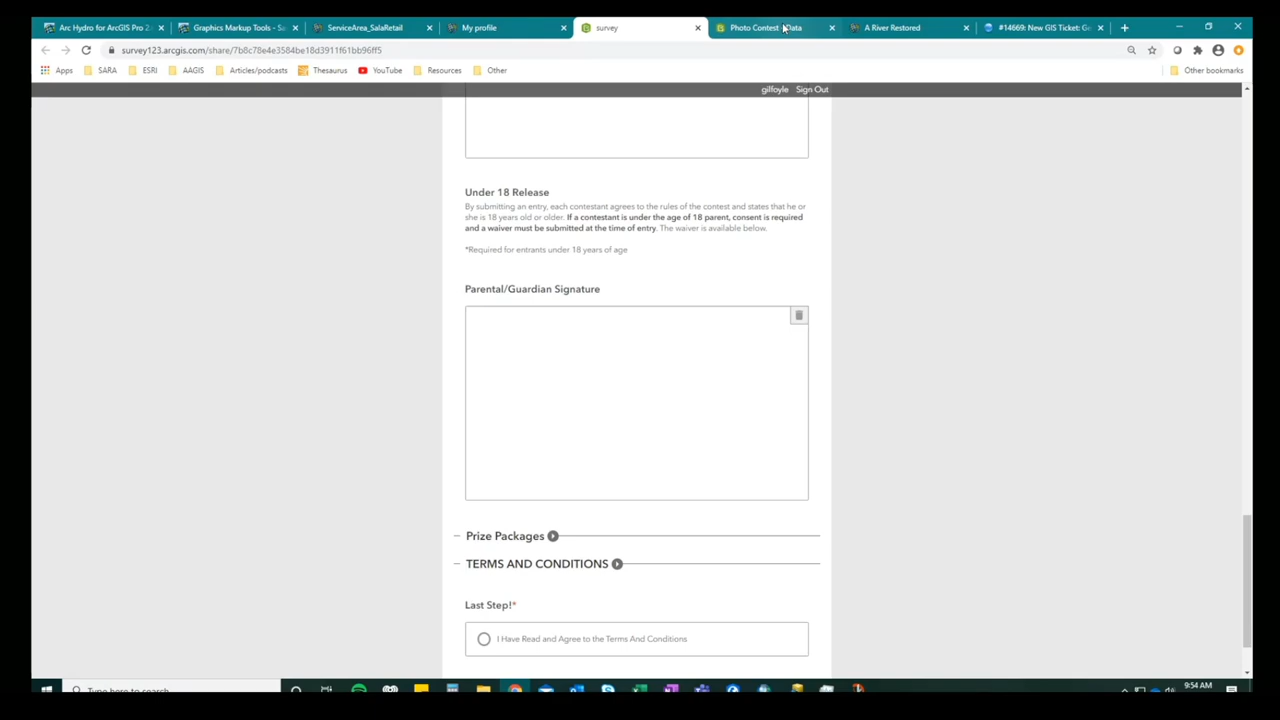 Arc Hydro for ArcGIS Pro 2.
Graphics Markup Tools - S
ServiceArea_SalaRetail
My profile
survey
Photo Contest - Data
A River Restored
#14669: New GIS Ticket: Ge
survey123.arcgis.com/share/7b8c78e4e3584be18d3911f61bb96ff5
Apps
SARA
ESRI
AAGIS
Articles/podcasts
Thesaurus
YouTube
Resources
Other
Other bookmarks
gilfoyle Sign Out
Under 18 Release
By submitting an entry, each contestant agrees to the rules of the contest and states that he or
she is 18 years old or older. If a contestant is under the age of 18 parent, consent is required
and a waiver must be submitted at the time of entry. The waiver is available below.
*Required for entrants under 18 years of age
Parental/Guardian Signature
Prize Packages
TERMS AND CONDITIONS
Last Step!*
I Have Read and Agree to the Terms And Conditions
Type here to search
9:54 AM